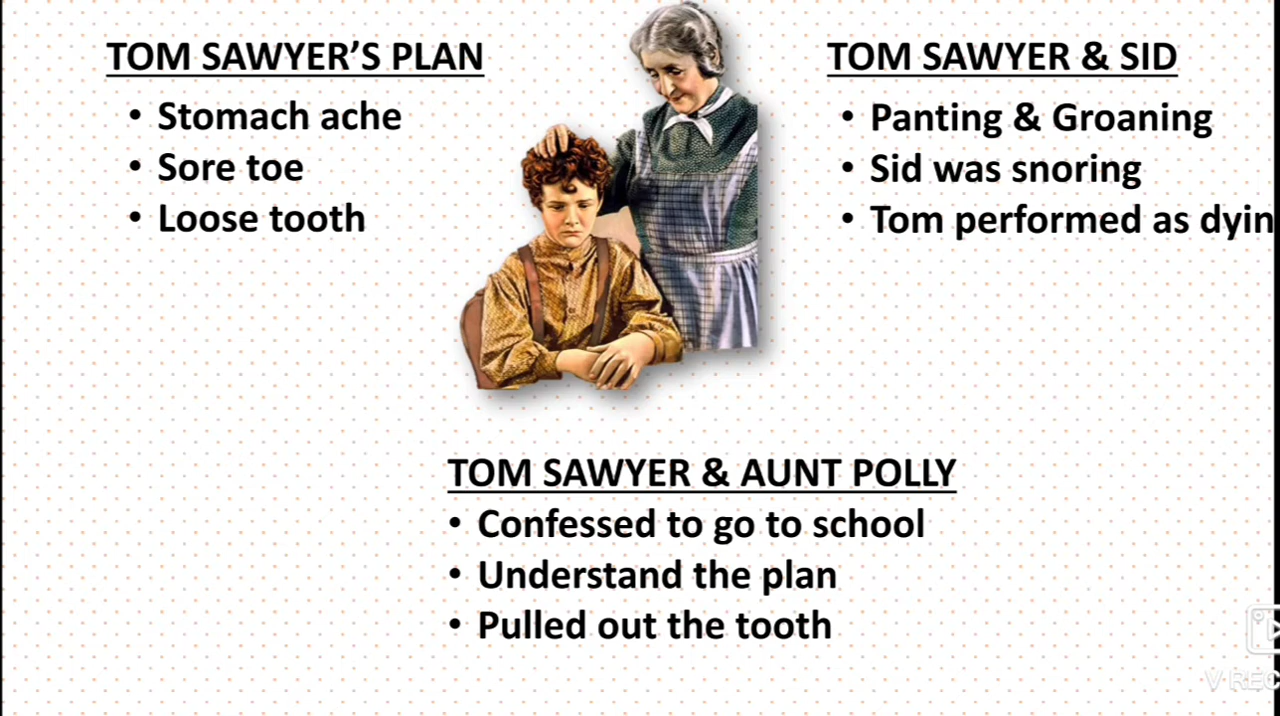 TOM SAWYER'S PLAN
• Stomach ache
• Sore toe
• Loose tooth
TOM SAWYER & SID
• Panting & Groaning
• Sid was snoring
• Tom performed as dyin
TOM SAWYER & AUNT POLLY
• Confessed to go to school
• Understand the plan
• Pulled out the tooth
V REC